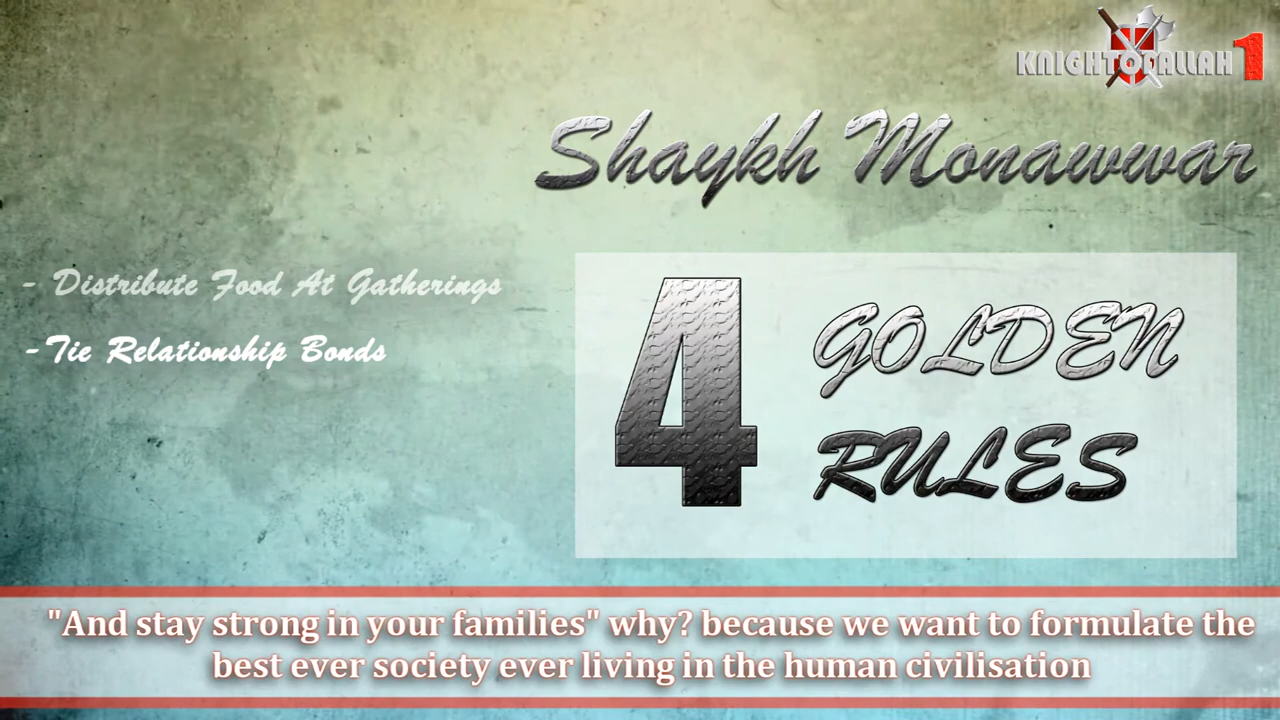 KNIGHTOFALLAH1
Shaykh Monawwar
- Distribute Food At Gatherings
-Tie Relationship Bonds
4 GOLDEN
RULES
"And stay strong in your families" why? because we want to formulate the
best ever society ever living in the human civilisation